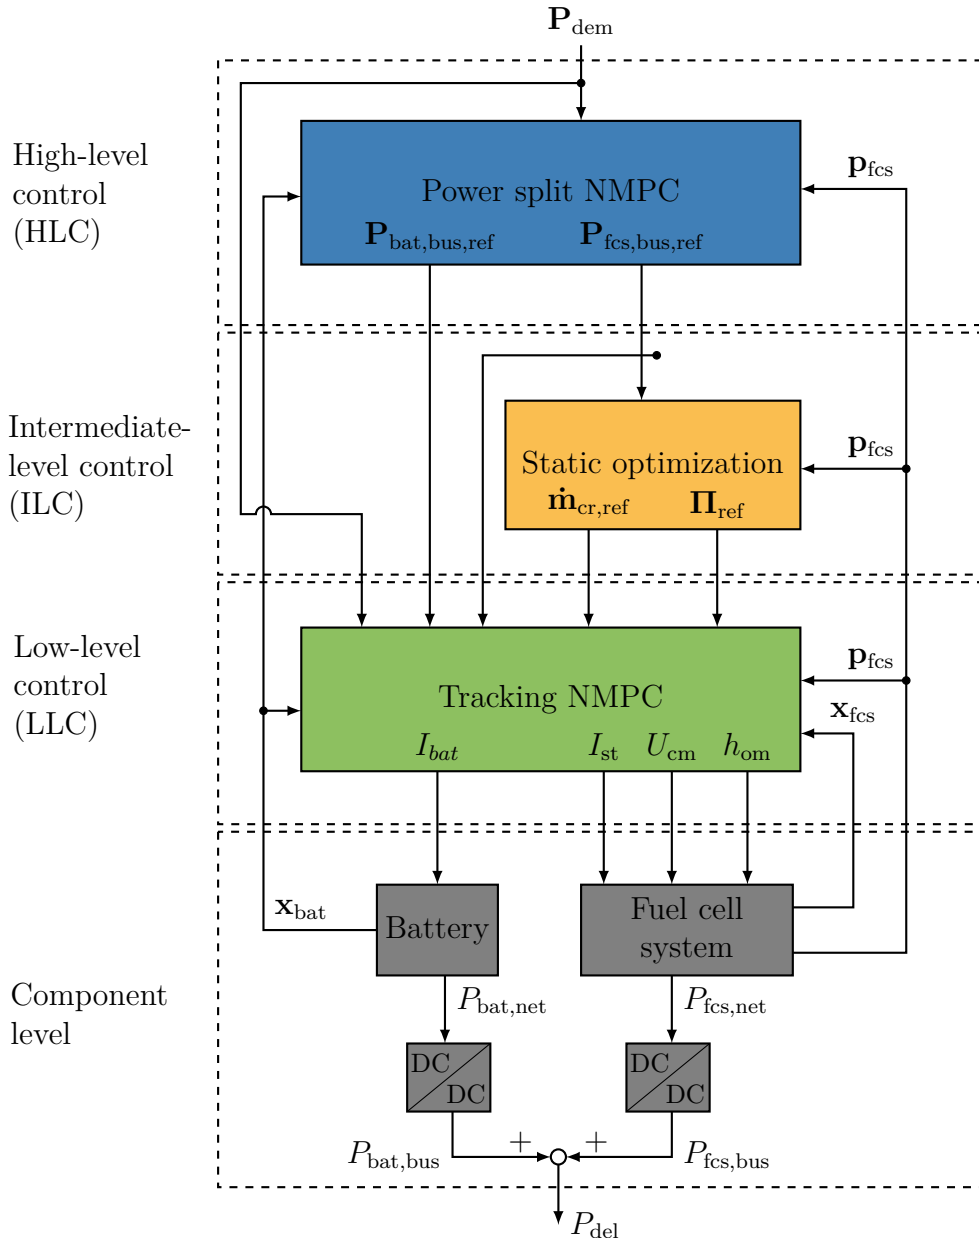 P_dem
High-level
control
(HLC)
Power split NMPC
P_bat,bus,ref P_fcs,bus,ref
p_fcs
Intermediate-
level control
(ILC)
Static optimization
ṁ_cr,ref Π_ref
p_fcs
Low-level
control
(LLC)
Tracking NMPC
I_bat I_st U_cm h_om
p_fcs
x_fcs
Component
level
x_bat
Battery
Fuel cell
system
P_bat,net
P_fcs,net
DC
DC
DC
DC
P_bat,bus
+
+
P_fcs,bus
P_del